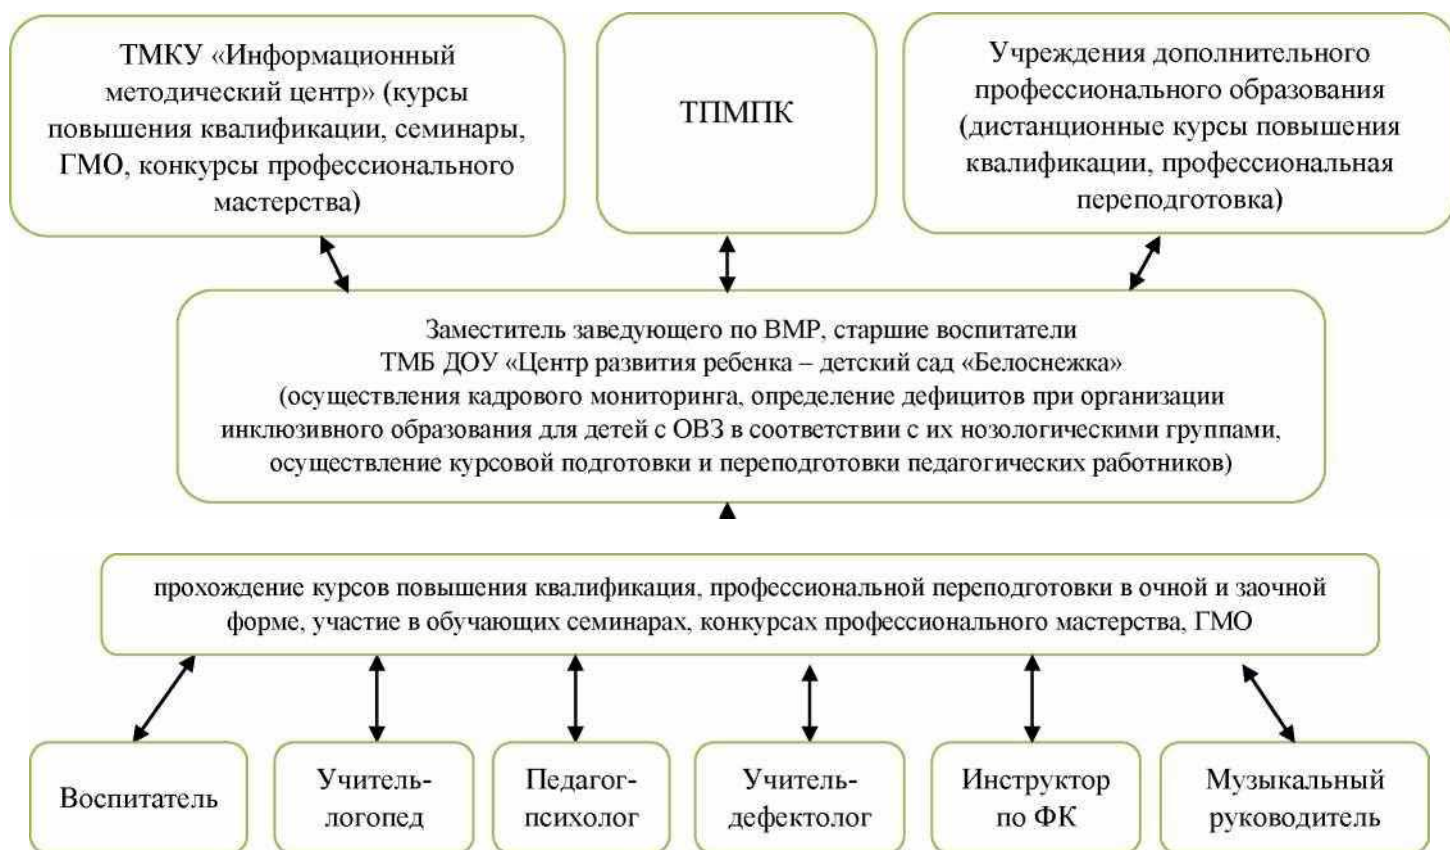 ТМКУ «Информационный
методический центр» (курсы
повышения квалификации, семинары,
ГМО, конкурсы профессионального
мастерства)
ТПМПК
Учреждения дополнительного
профессионального образования
(дистанционные курсы повышения
квалификации, профессиональная
переподготовка)
Заместитель заведующего по ВМР, старшие воспитатели
ТМБ ДОУ «Центр развития ребенка – детский сад «Белоснежка»
(осуществления кадрового мониторинга, определение дефицитов при организации
инклюзивного образования для детей с ОВЗ в соответствии с их нозологическими группами,
осуществление курсовой подготовки и переподготовки педагогических работников)
прохождение курсов повышения квалификация, профессиональной переподготовки в очной и заочной
форме, участие в обучающих семинарах, конкурсах профессионального мастерства, ГМО
Воспитатель
Учитель-
логопед
Педагог-
психолог
Учитель-
дефектолог
Инструктор
по ФК
Музыкальный
руководитель